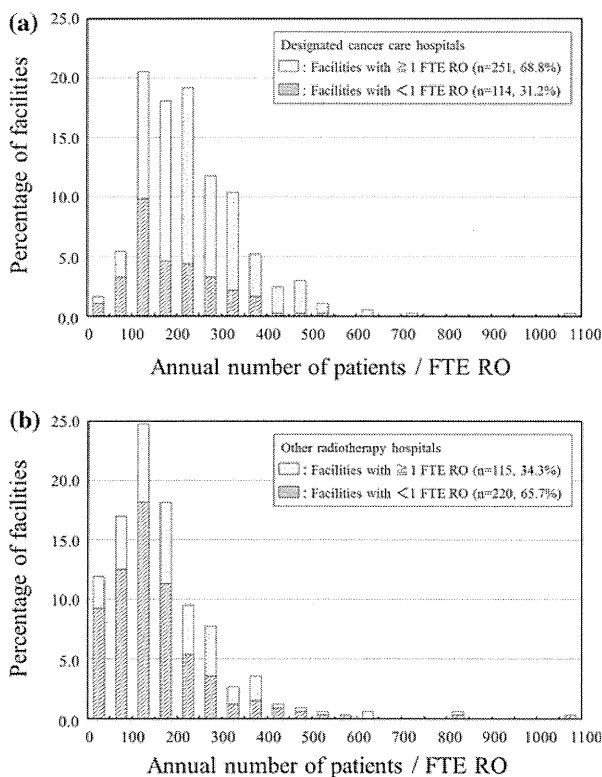 (a)
25.0
20.0
15.0
10.0
5.0
0.0
Percentage of facilities
Designated cancer care hospitals
: Facilities with ≧ 1 FTE RO (n=251, 68.8%)
: Facilities with <1 FTE RO (n=114, 31.2%)
0 100 200 300 400 500 600 700 800 900 1000 1100
Annual number of patients / FTE RO
(b)
25.0
20.0
15.0
10.0
5.0
0.0
Percentage of facilities
Other radiotherapy hospitals
: Facilities with ≧ 1 FTE RO (n=115, 34.3%)
: Facilities with <1 FTE RO (n=220, 65.7%)
0 100 200 300 400 500 600 700 800 900 1000 1100
Annual number of patients / FTE RO